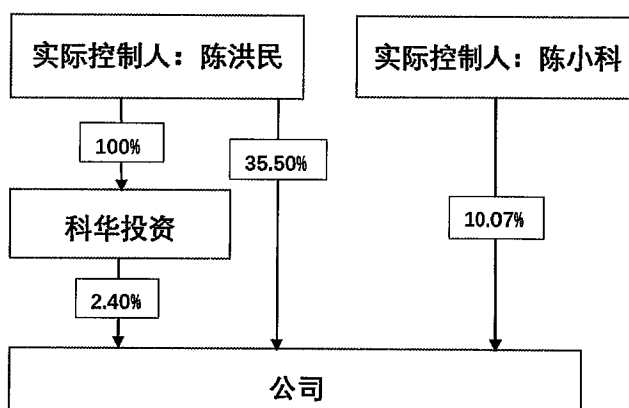 实际控制人：陈洪民
实际控制人：陈小科
100%
35.50%
科华投资
10.07%
2.40%
公司